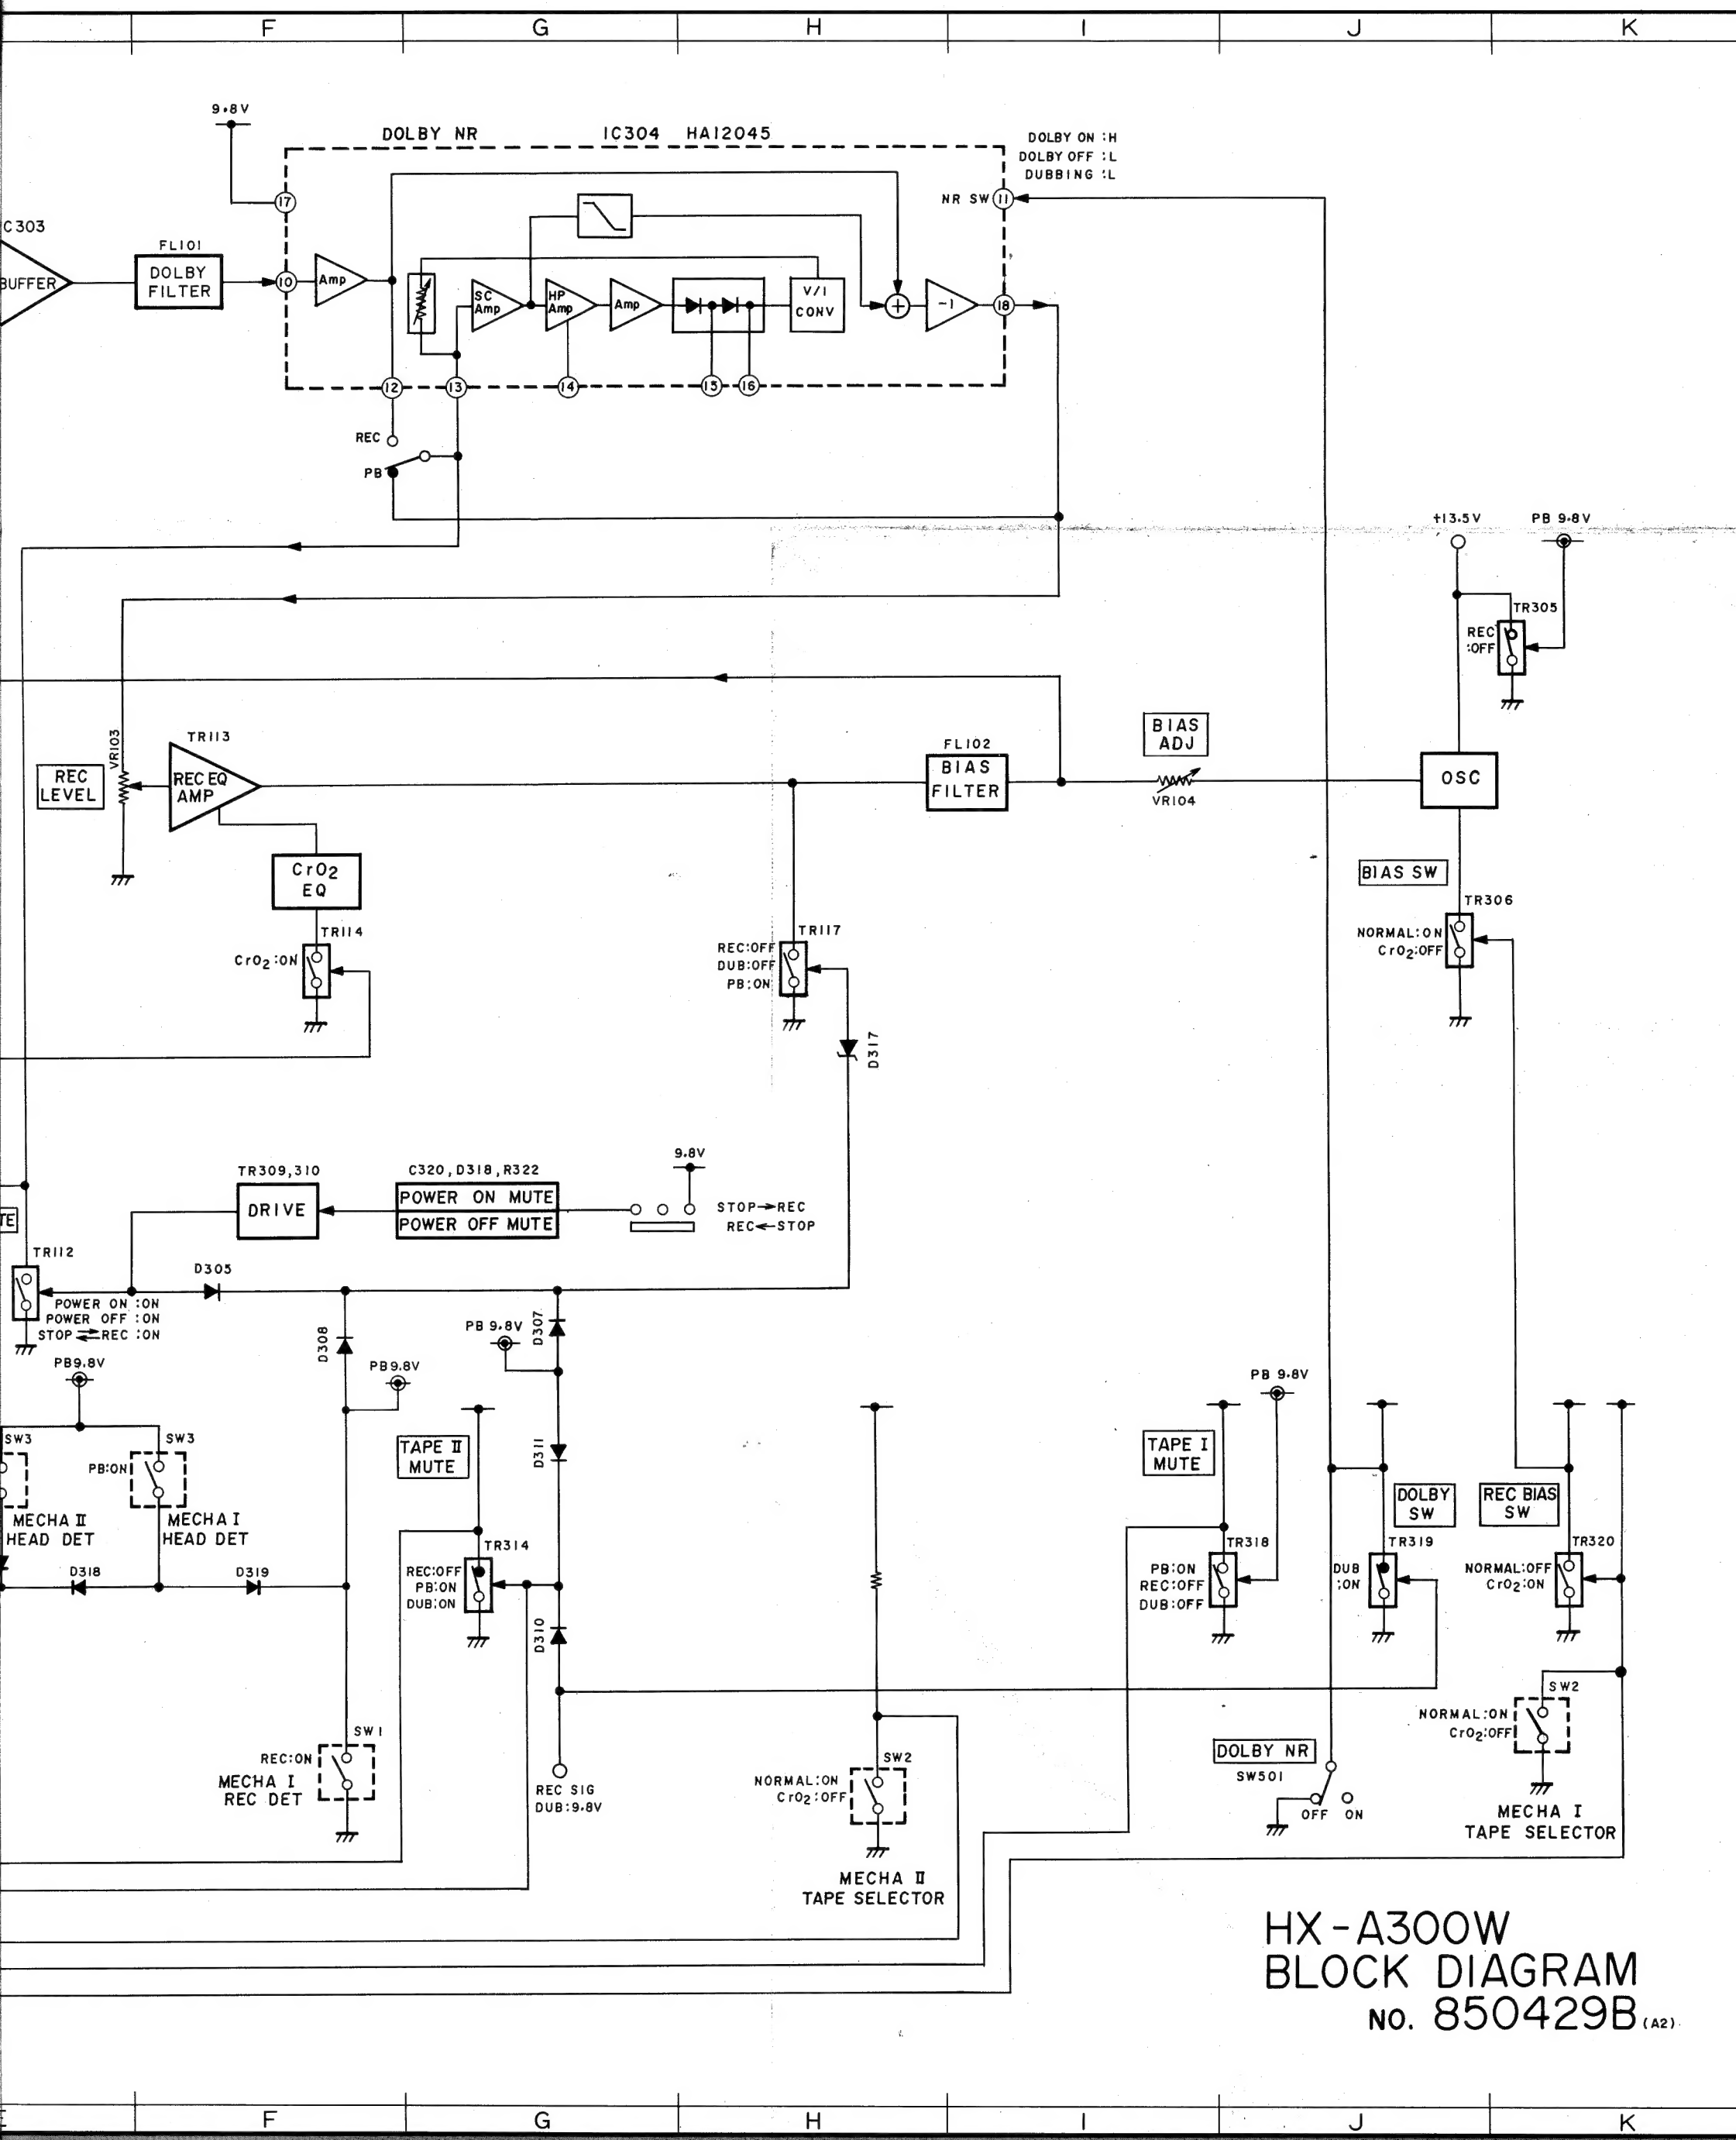 F G H I J K
9.8V
DOLBY NR IC304 HA12045
DOLBY ON :H
DOLBY OFF :L
DUBBING :L
17
NR SW 11
C303
BUFFER
FL101
DOLBY
FILTER
10
Amp
SC
Amp
HP
Amp
Amp
V/I
CONV
+
-1
18
12 13 14 15 16
REC
PB
+13.5V
PB 9.8V
TR305
REC
:OFF
VR103
REC
LEVEL
TR113
REC EQ
AMP
FL102
BIAS
FILTER
BIAS
ADJ
VR104
OSC
CrO2
EQ
BIAS SW
TR306
NORMAL:ON
CrO2:OFF
TR114
CrO2:ON
TR117
REC:OFF
DUB:OFF
PB:ON
D317
TR309,310
DRIVE
C320, D318, R322
POWER ON MUTE
POWER OFF MUTE
9.8V
STOP→REC
REC←STOP
TE
TR112
POWER ON :ON
POWER OFF :ON
STOP⇄REC :ON
D305
D308
D307
PB 9.8V
PB9.8V
PB9.8V
PB 9.8V
SW3
SW3
PB:ON
MECHA II
HEAD DET
MECHA I
HEAD DET
D318
D319
TAPE II
MUTE
D311
TR314
REC:OFF
PB:ON
DUB:ON
D310
TAPE I
MUTE
TR318
PB:ON
REC:OFF
DUB:OFF
DOLBY
SW
TR319
DUB
:ON
REC BIAS
SW
TR320
NORMAL:OFF
CrO2:ON
SW1
REC:ON
MECHA I
REC DET
REC SIG
DUB:9.8V
SW2
NORMAL:ON
CrO2:OFF
MECHA II
TAPE SELECTOR
DOLBY NR
SW501
OFF ON
SW2
NORMAL:ON
CrO2:OFF
MECHA I
TAPE SELECTOR
HX-A300W
BLOCK DIAGRAM
NO. 850429B (A2)
F G H I J K